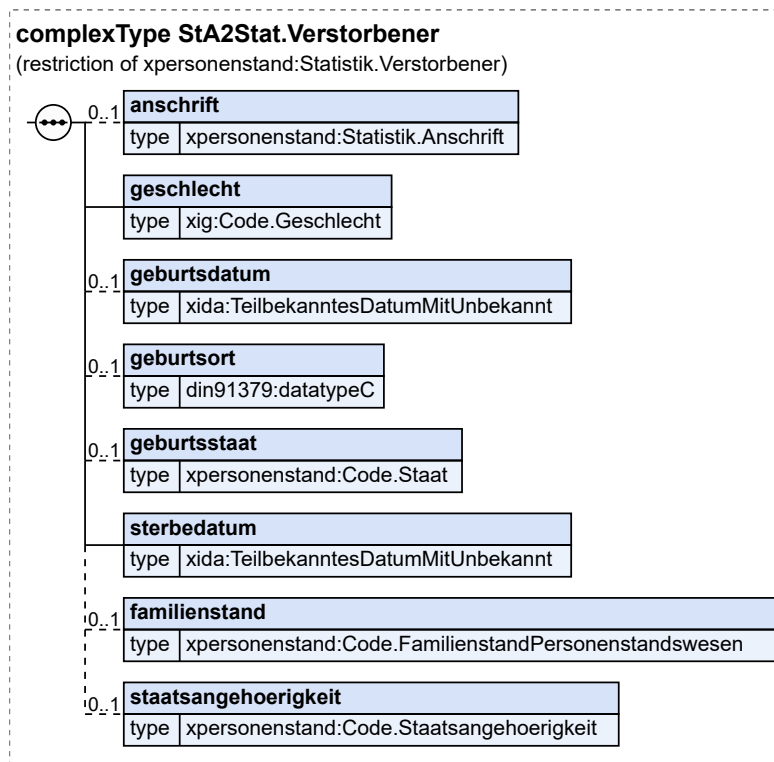 complexType StA2Stat.Verstorbener
(restriction of xpersonenstand:Statistik.Verstorbener)
0..1 anschrift
type xpersonenstand:Statistik.Anschrift
geschlecht
type xig:Code.Geschlecht
0..1 geburtsdatum
type xida:TeilbekanntesDatumMitUnbekannt
0..1 geburtsort
type din91379:datatypeC
0..1 geburtsstaat
type xpersonenstand:Code.Staat
sterbedatum
type xida:TeilbekanntesDatumMitUnbekannt
0..1 familienstand
type xpersonenstand:Code.FamilienstandPersonenstandswesen
0..1 staatsangehoerigkeit
type xpersonenstand:Code.Staatsangehoerigkeit